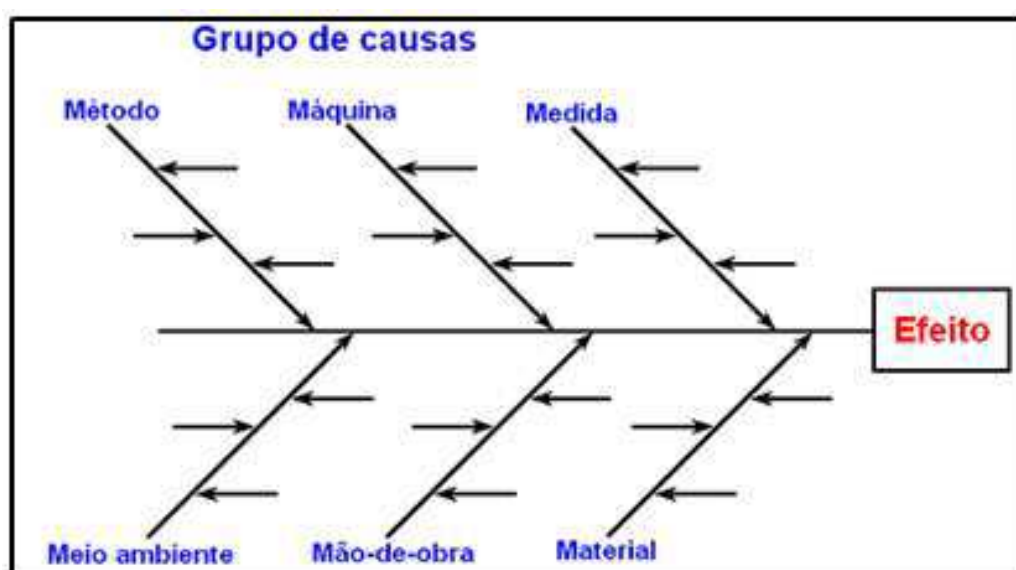 Grupo de causas
Método
Máquina
Medida
Efeito
Meio ambiente
Mão-de-obra
Material